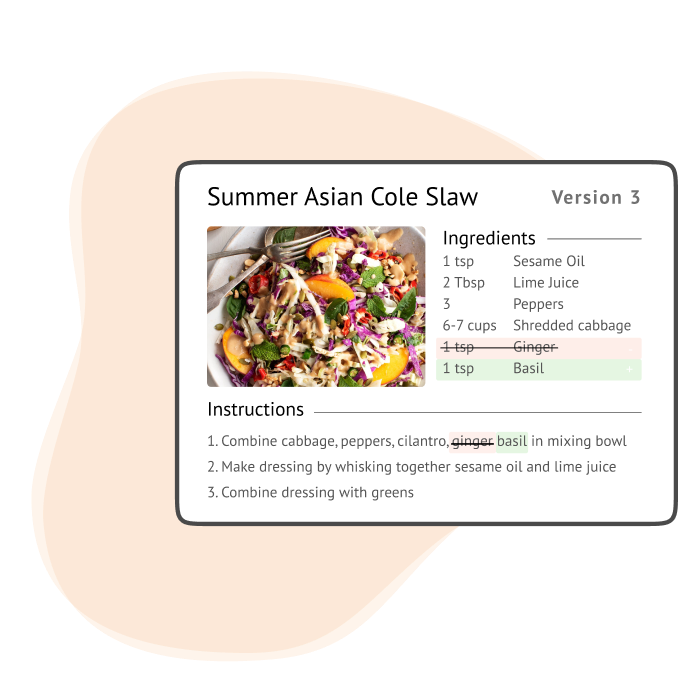 Summer Asian Cole Slaw
Version 3
Ingredients
1 tsp Sesame Oil
2 Tbsp Lime Juice
3 Peppers
6-7 cups Shredded cabbage
1 tsp Ginger -
1 tsp Basil +
Instructions
1. Combine cabbage, peppers, cilantro, ginger basil in mixing bowl
2. Make dressing by whisking together sesame oil and lime juice
3. Combine dressing with greens